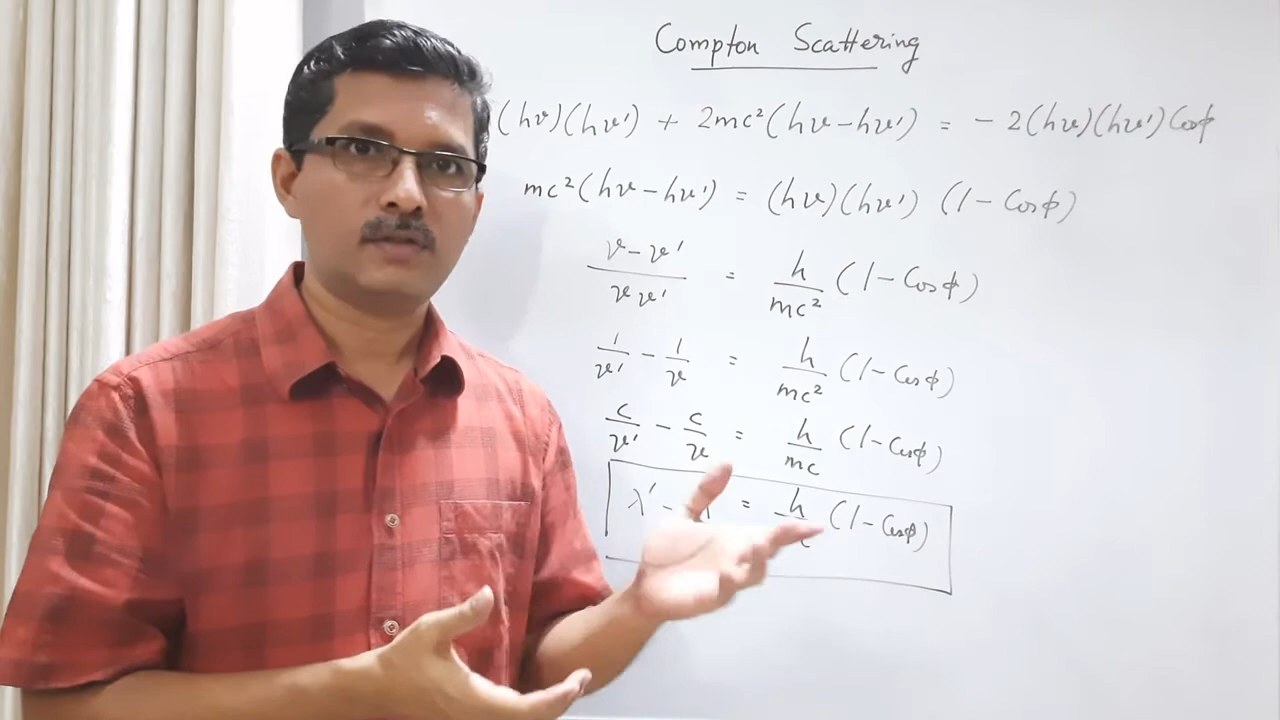 Compton Scattering
(hν)(hν') + 2mc²(hν-hν') = - 2(hν)(hν')Cosϕ
mc²(hν-hν') = (hν)(hν') (1-Cosϕ)
ν-ν'/νν' = h/mc² (1-Cosϕ)
1/ν' - 1/ν = h/mc² (1-Cosϕ)
c/ν' - c/ν = h/mc (1-Cosϕ)
λ' - = h/ c (1-Cosϕ)